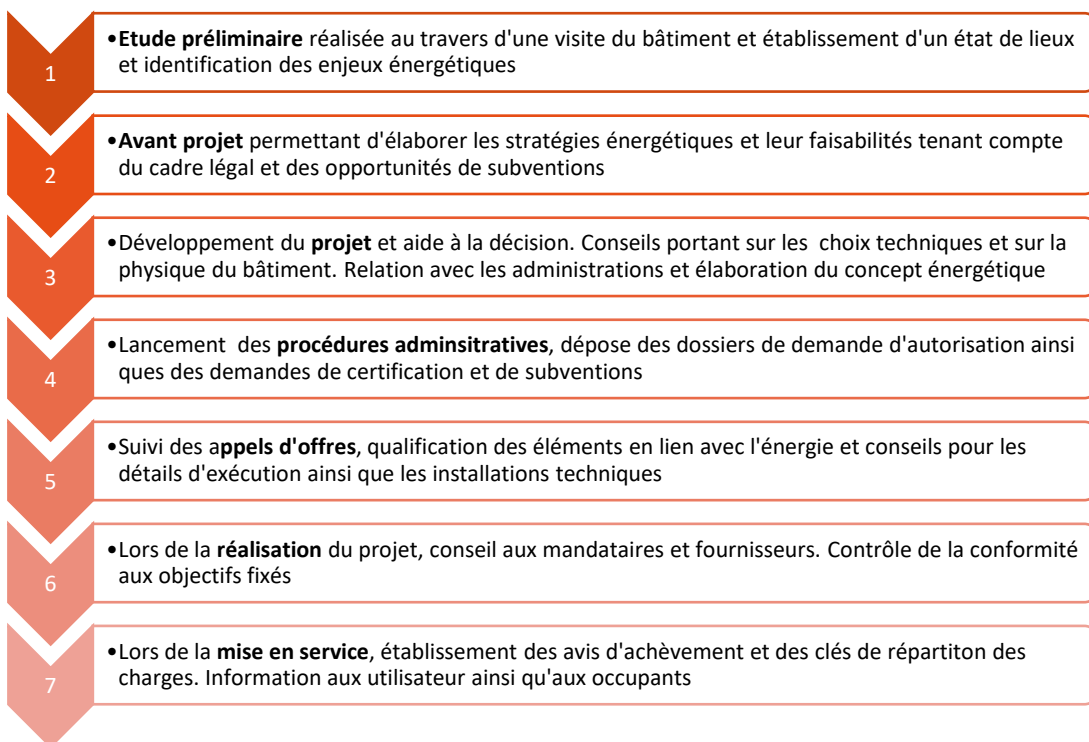 1
•Etude préliminaire réalisée au travers d'une visite du bâtiment et établissement d'un état de lieux
et identification des enjeux énergétiques
2
•Avant projet permettant d'élaborer les stratégies énergétiques et leur faisabilités tenant compte
du cadre légal et des opportunités de subventions
3
•Développement du projet et aide à la décision. Conseils portant sur les choix techniques et sur la
physique du bâtiment. Relation avec les administrations et élaboration du concept énergétique
4
•Lancement des procédures adminsitratives, dépose des dossiers de demande d'autorisation ainsi
ques des demandes de certification et de subventions
5
•Suivi des appels d'offres, qualification des éléments en lien avec l'énergie et conseils pour les
détails d'exécution ainsi que les installations techniques
6
•Lors de la réalisation du projet, conseil aux mandataires et fournisseurs. Contrôle de la conformité
aux objectifs fixés
7
•Lors de la mise en service, établissement des avis d'achèvement et des clés de répartiton des
charges. Information aux utilisateur ainsi qu'aux occupants